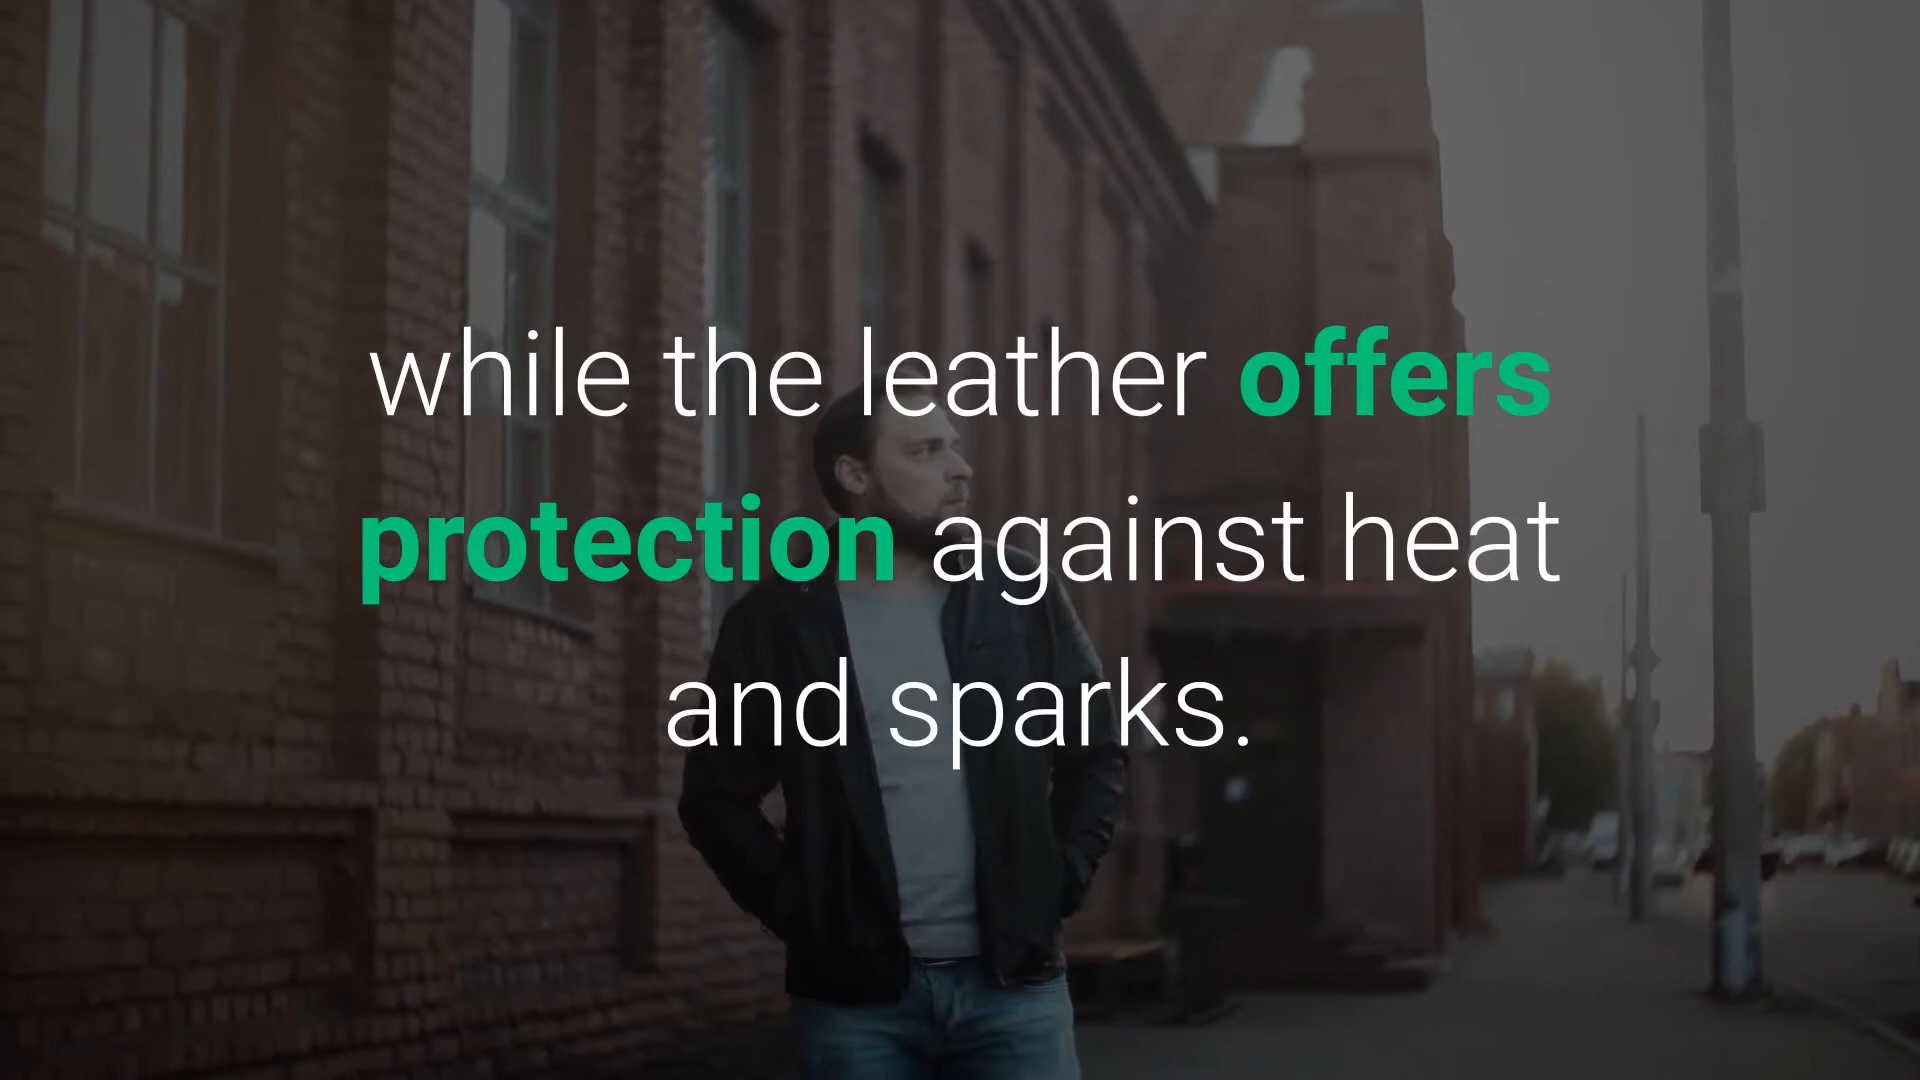 while the leather offers
protection against heat
and sparks.